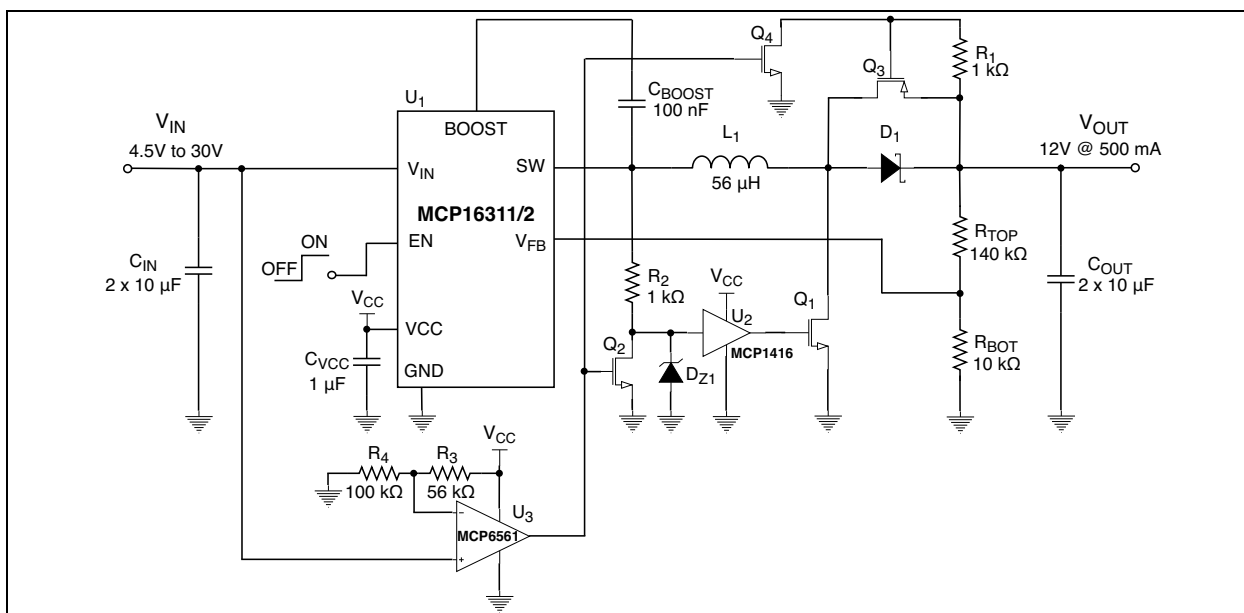 Q4
R1
1 kΩ
Q3
CBOOST
100 nF
U1
BOOST
VIN
4.5V to 30V
L1
56 µH
D1
VOUT
12V @ 500 mA
VIN
SW
MCP16311/2
EN
VFB
ON
OFF
CIN
2 x 10 µF
RTOP
140 kΩ
COUT
2 x 10 µF
R2
1 kΩ
VCC
U2
MCP1416
Q1
VCC
VCC
CVCC
1 µF
GND
Q2
DZ1
RBOT
10 kΩ
VCC
R4
100 kΩ
R3
56 kΩ
U3
–
MCP6561
+